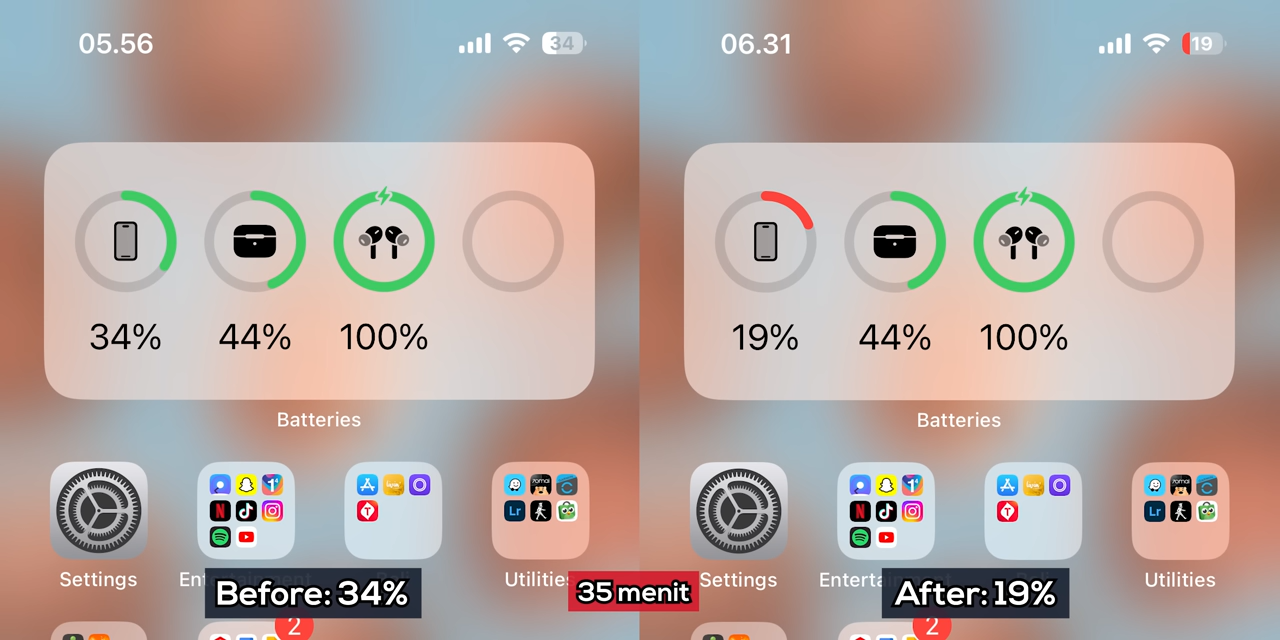 05.56
34
34%
44%
100%
Batteries
Settings
Utilities
2
Before: 34%
35 menit
06.31
19
19%
44%
100%
Batteries
Settings
Utilities
2
After: 19%